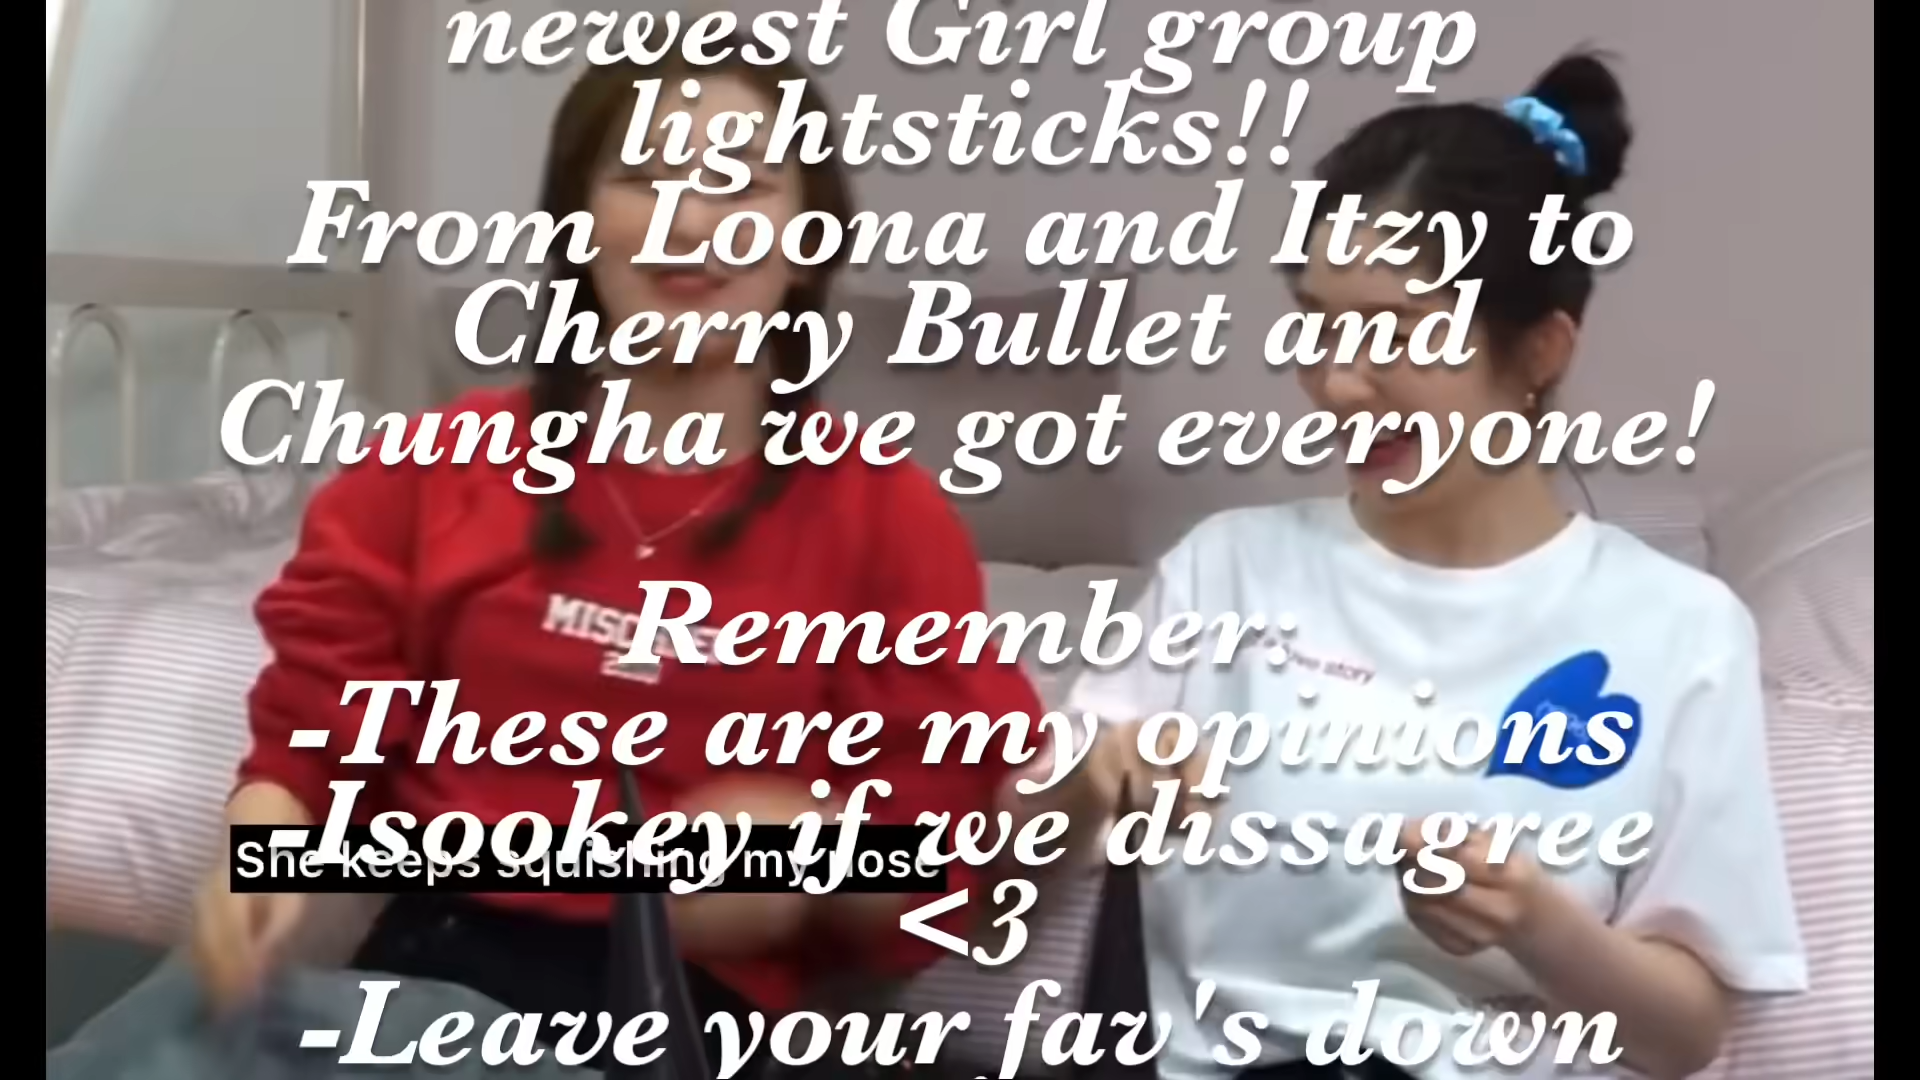 newest Girl group
lightsticks!!
From Loona and Itzy to
Cherry Bullet and
Chungha we got everyone!
Remember:
-These are my opinions
-Isookey if we dissagree
<3
-Leave your fav's down
She keeps squishing my nose
story